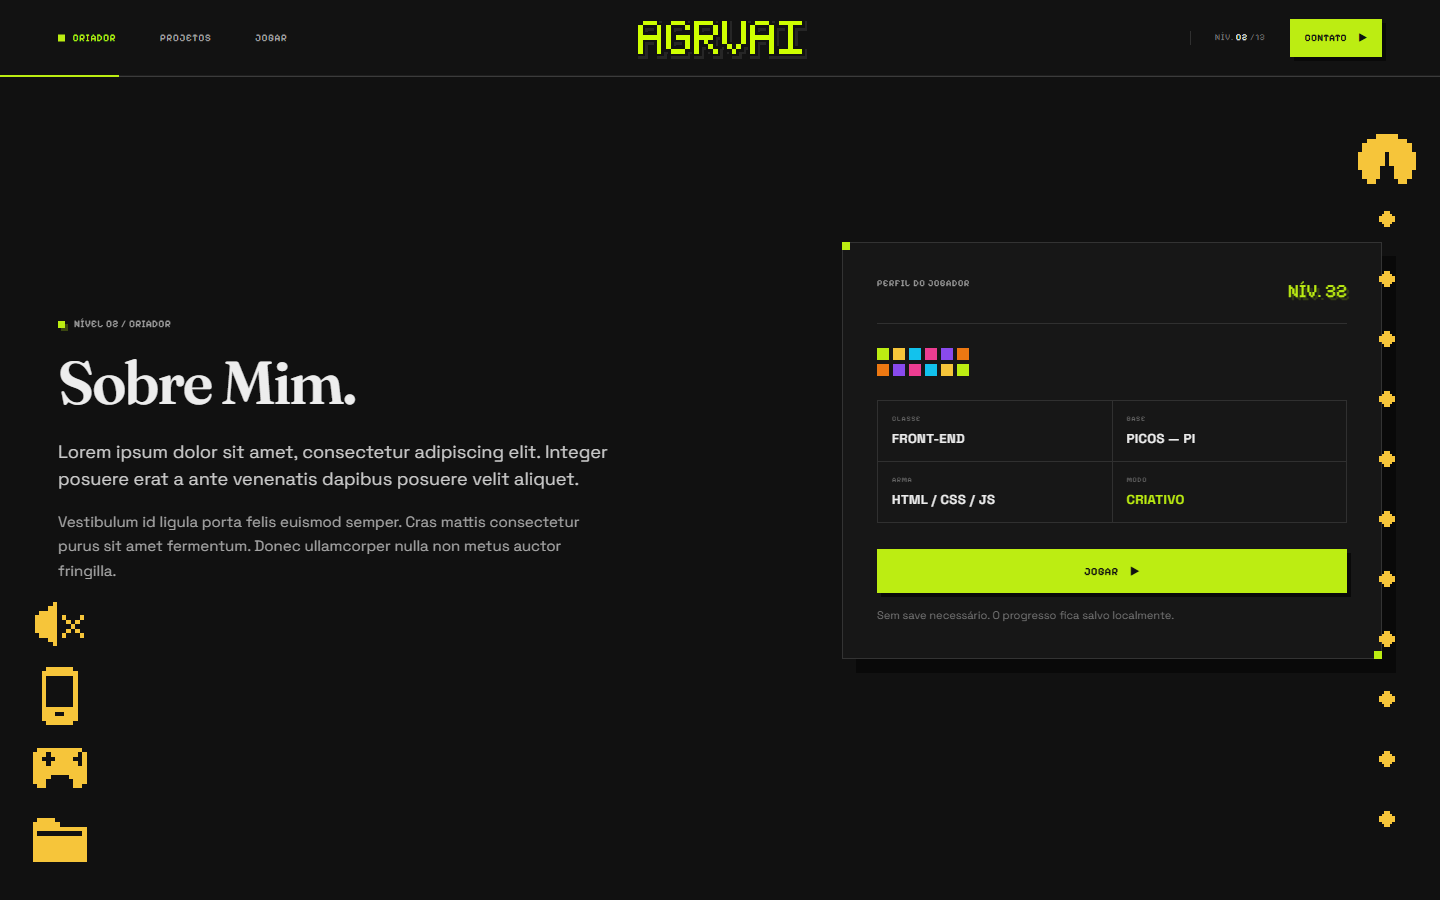 CRIADOR
PROJETOS
JOGAR
AGRVAI
NÍV. 02 / 13
CONTATO
NÍVEL 02 / CRIADOR
Sobre Mim.
Lorem ipsum dolor sit amet, consectetur adipiscing elit. Integer
posuere erat a ante venenatis dapibus posuere velit aliquet.
Vestibulum id ligula porta felis euismod semper. Cras mattis consectetur
purus sit amet fermentum. Donec ullamcorper nulla non metus auctor
fringilla.
PERFIL DO JOGADOR
NÍV. 32
CLASSE
FRONT-END
BASE
PICOS — PI
ARMA
HTML / CSS / JS
MODO
CRIATIVO
JOGAR
Sem save necessário. O progresso fica salvo localmente.